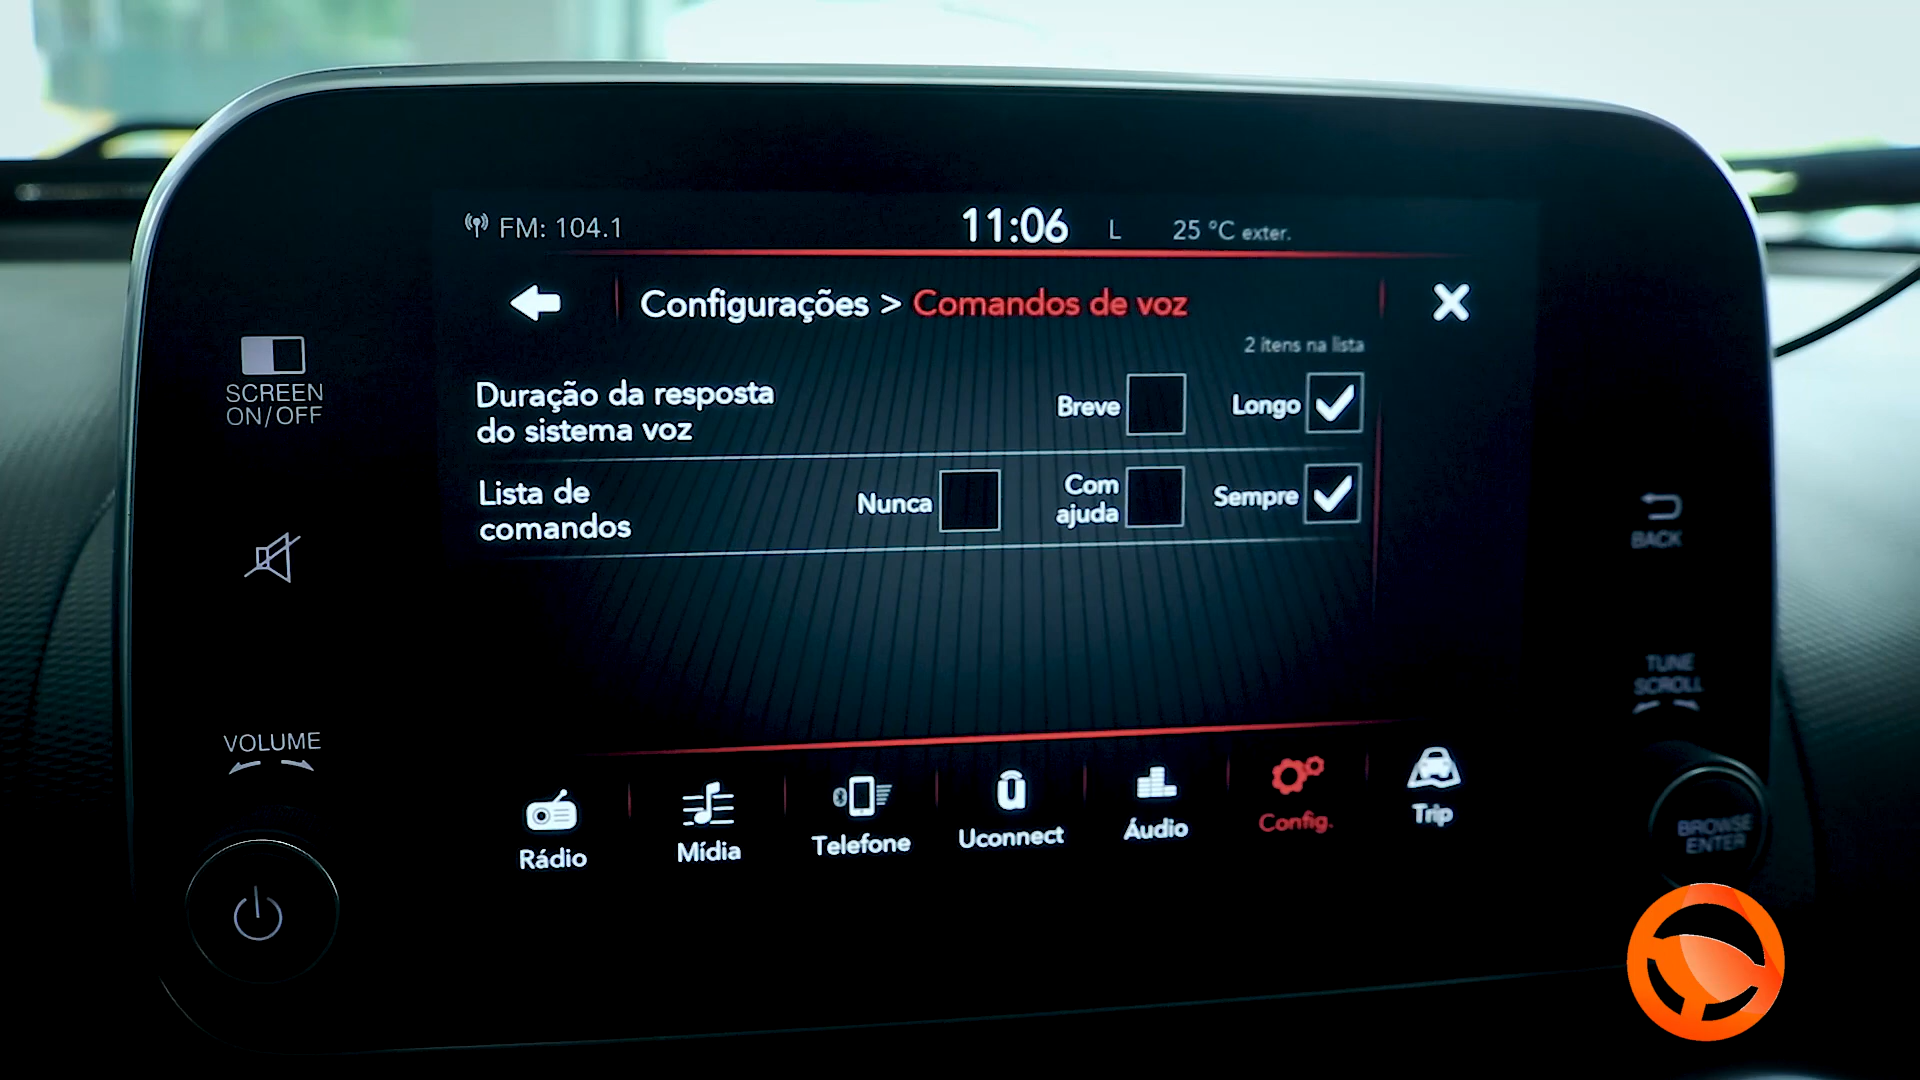 FM: 104.1
11:06
L
25 °C exter.
Configurações > Comandos de voz
2 itens na lista
Duração da resposta
do sistema voz
Breve
Longo
Lista de
comandos
Nunca
Com
ajuda
Sempre
Rádio
Mídia
Telefone
Uconnect
Áudio
Config.
Trip
SCREEN
ON/OFF
VOLUME
BACK
TUNE
SCROLL
BROWSE
ENTER